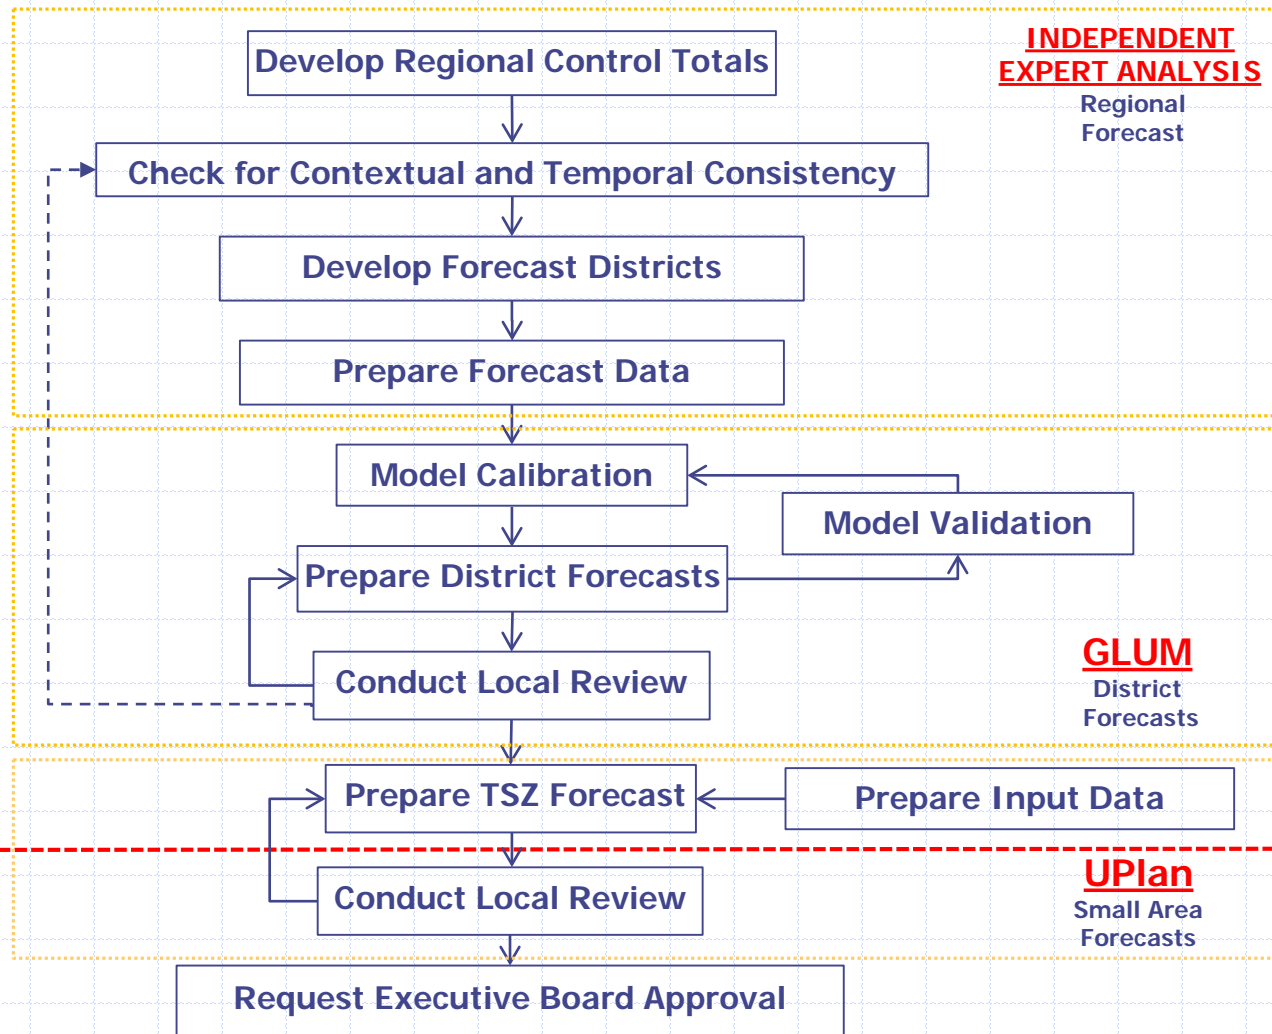 Develop Regional Control Totals
INDEPENDENT
EXPERT ANALYSIS
Regional
Forecast
Check for Contextual and Temporal Consistency
Develop Forecast Districts
Prepare Forecast Data
Model Calibration
Model Validation
Prepare District Forecasts
Conduct Local Review
GLUM
District
Forecasts
Prepare TSZ Forecast
Prepare Input Data
Conduct Local Review
UPlan
Small Area
Forecasts
Request Executive Board Approval